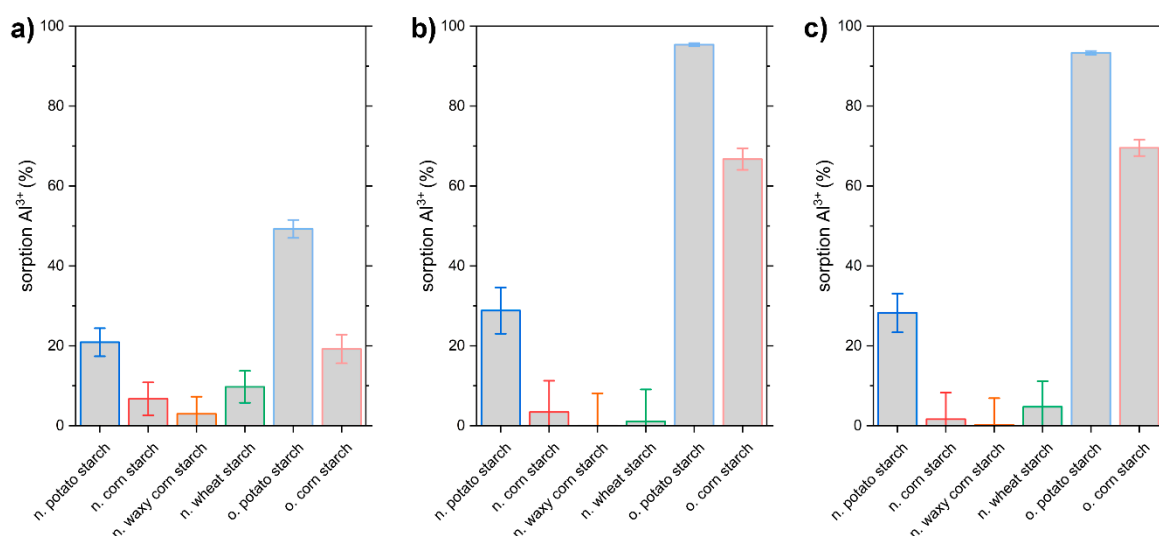 a)
sorption Al³⁺ (%)
100
80
60
40
20
0
n. potato starch
n. corn starch
n. waxy corn starch
n. wheat starch
o. potato starch
o. corn starch
b)
sorption Al³⁺ (%)
100
80
60
40
20
0
n. potato starch
n. corn starch
n. waxy corn starch
n. wheat starch
o. potato starch
o. corn starch
c)
sorption Al³⁺ (%)
100
80
60
40
20
0
n. potato starch
n. corn starch
n. waxy corn starch
n. wheat starch
o. potato starch
o. corn starch